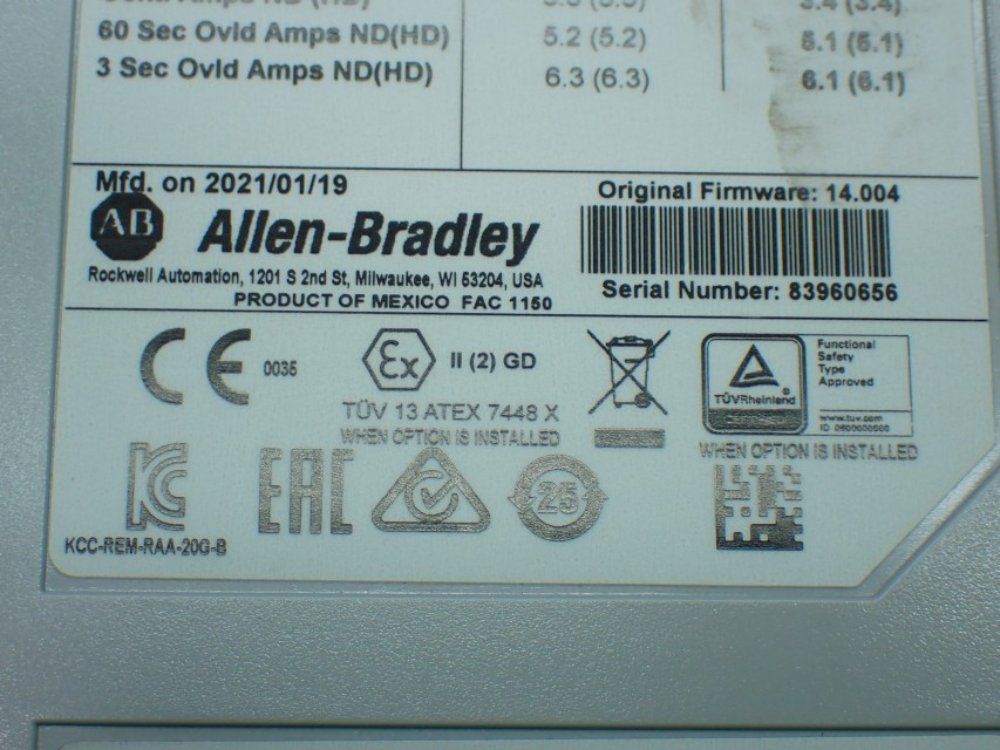 60 Sec Ovld Amps ND(HD) 5.2 (5.2) 5.1 (5.1)
3 Sec Ovld Amps ND(HD) 6.3 (6.3) 6.1 (6.1)
Mfd. on 2021/01/19
Original Firmware: 14.004
AB Allen-Bradley
Rockwell Automation, 1201 S 2nd St, Milwaukee, WI 53204, USA
PRODUCT OF MEXICO FAC 1150
Serial Number: 83960656
CE 0035
Ex II (2) GD
TÜV 13 ATEX 7448 X
WHEN OPTION IS INSTALLED
TÜVRheinland®
Functional
Safety
Type
Approved
www.tuv.com
WHEN OPTION IS INSTALLED
KC
KCC-REM-RAA-20G-B
EAC
25